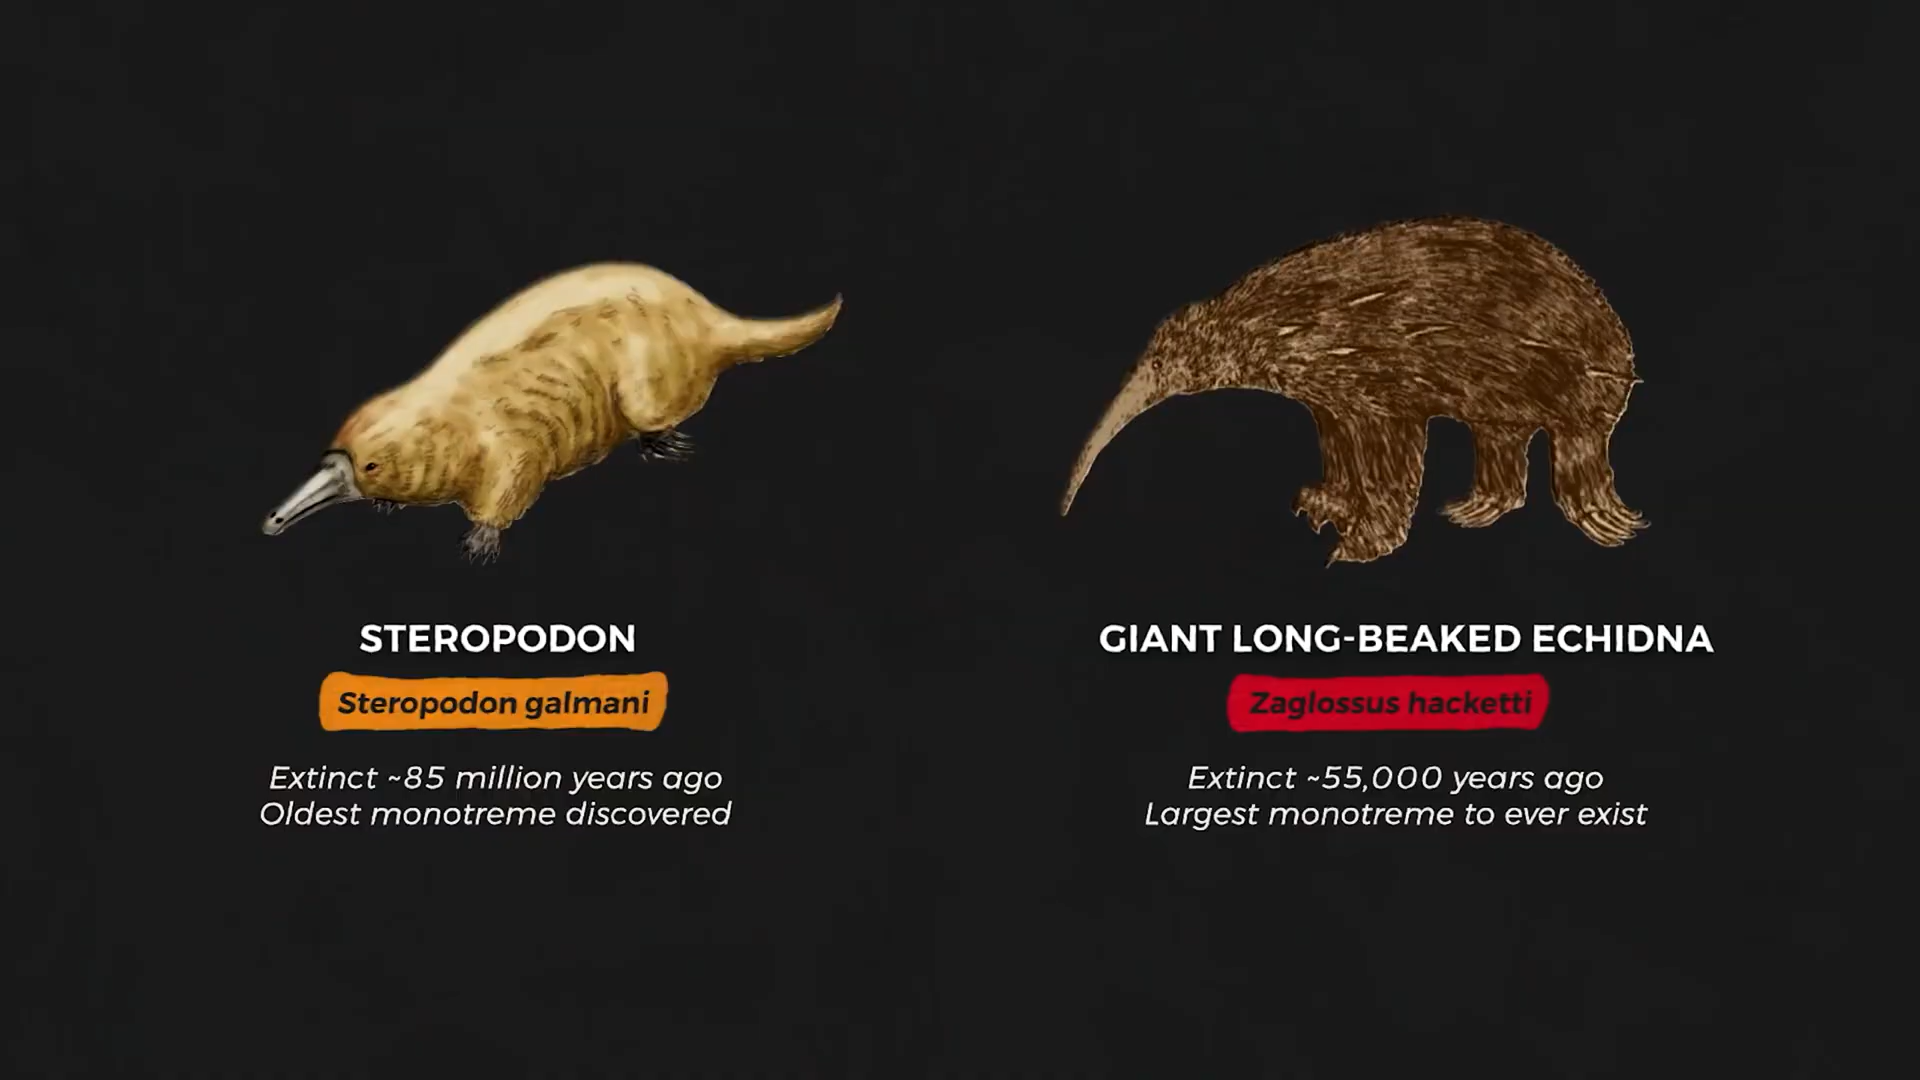 STEROPODON
Steropodon galmani
Extinct ~85 million years ago
Oldest monotreme discovered
GIANT LONG-BEAKED ECHIDNA
Zaglossus hacketti
Extinct ~55,000 years ago
Largest monotreme to ever exist